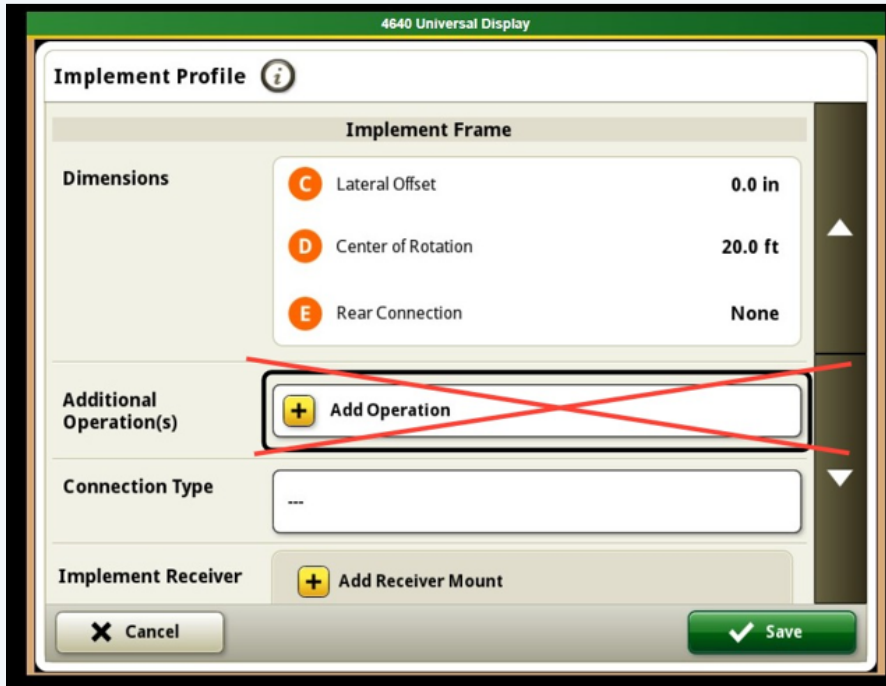 4640 Universal Display
Implement Profile i
Implement Frame
Dimensions
C Lateral Offset 0.0 in
D Center of Rotation 20.0 ft
E Rear Connection None
Additional
Operation(s)
+ Add Operation
Connection Type
---
Implement Receiver
+ Add Receiver Mount
Cancel
Save